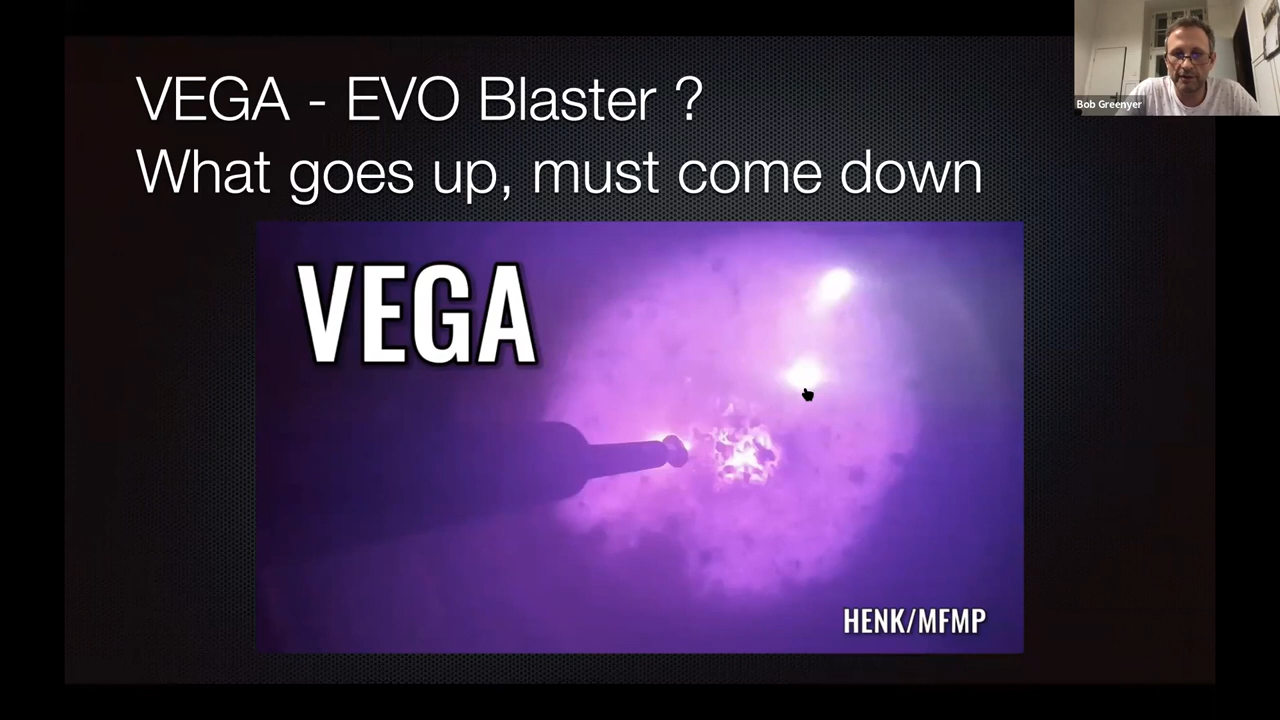 VEGA - EVO Blaster ?
What goes up, must come down
VEGA
HENK/MFMP
Bob Greenyer